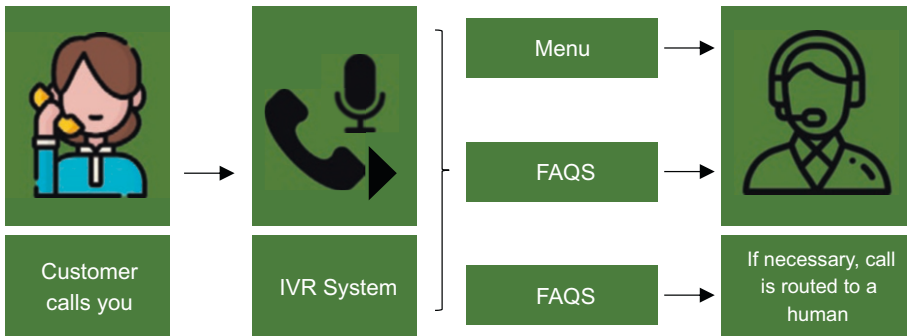 Customer
calls you
IVR System
Menu
FAQS
FAQS
If necessary, call
is routed to a
human